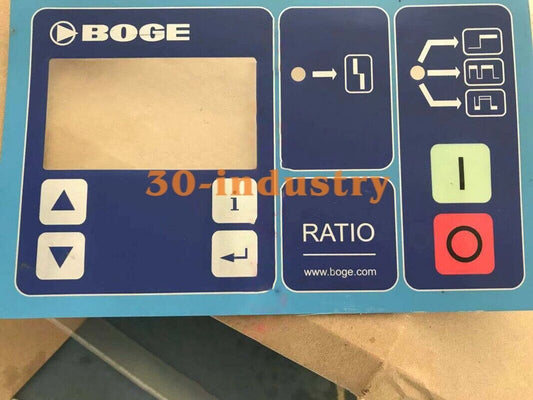 BOGE
30-industry
i
I
O
RATIO
www.boge.com